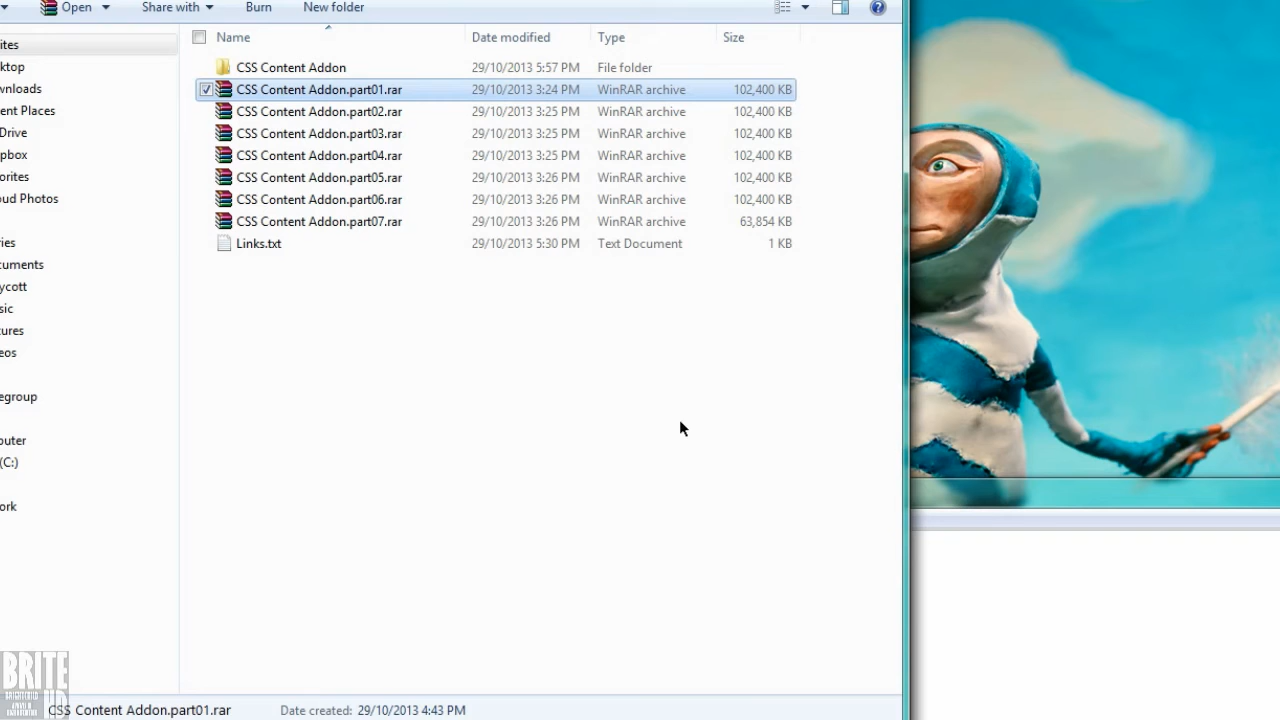 Open Share with Burn New folder
Name Date modified Type Size
ites
CSS Content Addon 29/10/2013 5:57 PM File folder
ktop
CSS Content Addon.part01.rar 29/10/2013 3:24 PM WinRAR archive 102,400 KB
wnloads
CSS Content Addon.part02.rar 29/10/2013 3:25 PM WinRAR archive 102,400 KB
ent Places
CSS Content Addon.part03.rar 29/10/2013 3:25 PM WinRAR archive 102,400 KB
Drive
CSS Content Addon.part04.rar 29/10/2013 3:25 PM WinRAR archive 102,400 KB
pbox
CSS Content Addon.part05.rar 29/10/2013 3:26 PM WinRAR archive 102,400 KB
orites
CSS Content Addon.part06.rar 29/10/2013 3:26 PM WinRAR archive 102,400 KB
oud Photos
CSS Content Addon.part07.rar 29/10/2013 3:26 PM WinRAR archive 63,854 KB
ries
Links.txt 29/10/2013 5:30 PM Text Document 1 KB
cuments
ycott
sic
tures
eos
egroup
outer
(C:)
ork
BRITE
HD
CSS Content Addon.part01.rar Date created: 29/10/2013 4:43 PM